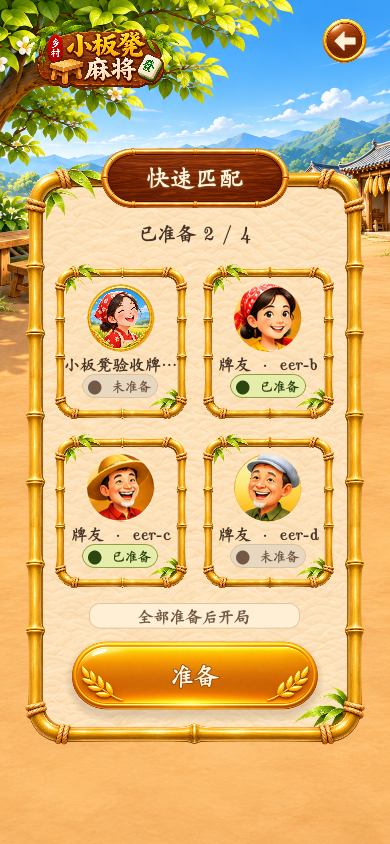 乡村
小板凳
麻将
發
快速匹配
已准备 2 / 4
小板凳验收牌…
未准备
牌友 · eer-b
已准备
牌友 · eer-c
已准备
牌友 · eer-d
未准备
全部准备后开局
准备